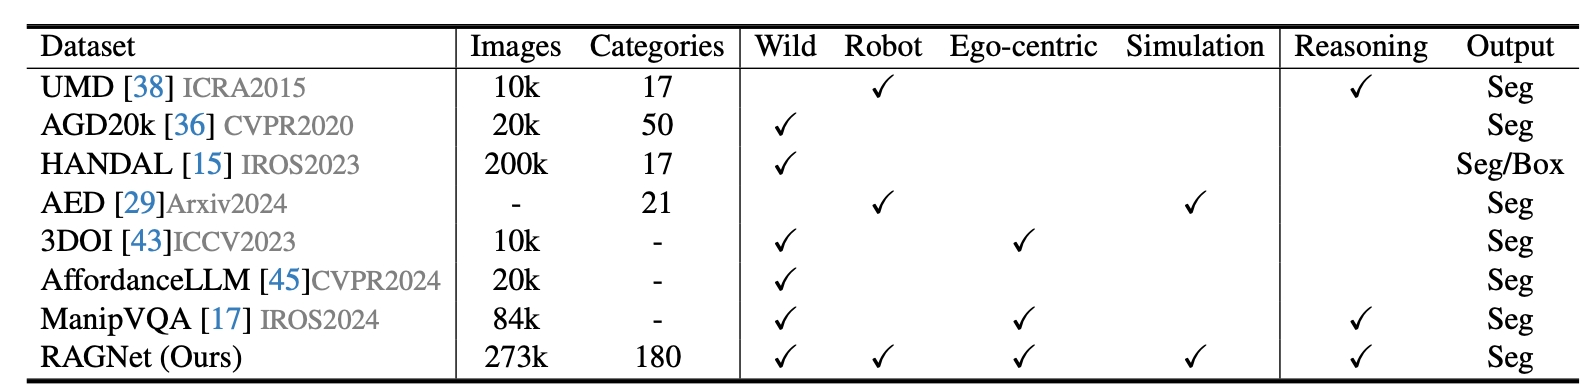 Dataset Images Categories Wild Robot Ego-centric Simulation Reasoning Output
UMD [38] ICRA2015 10k 17 ✓ ✓ Seg
AGD20k [36] CVPR2020 20k 50 ✓ Seg
HANDAL [15] IROS2023 200k 17 ✓ Seg/Box
AED [29]Arxiv2024 - 21 ✓ ✓ Seg
3DOI [43]ICCV2023 10k - ✓ ✓ Seg
AffordanceLLM [45]CVPR2024 20k - ✓ Seg
ManipVQA [17] IROS2024 84k - ✓ ✓ ✓ Seg
RAGNet (Ours) 273k 180 ✓ ✓ ✓ ✓ ✓ Seg